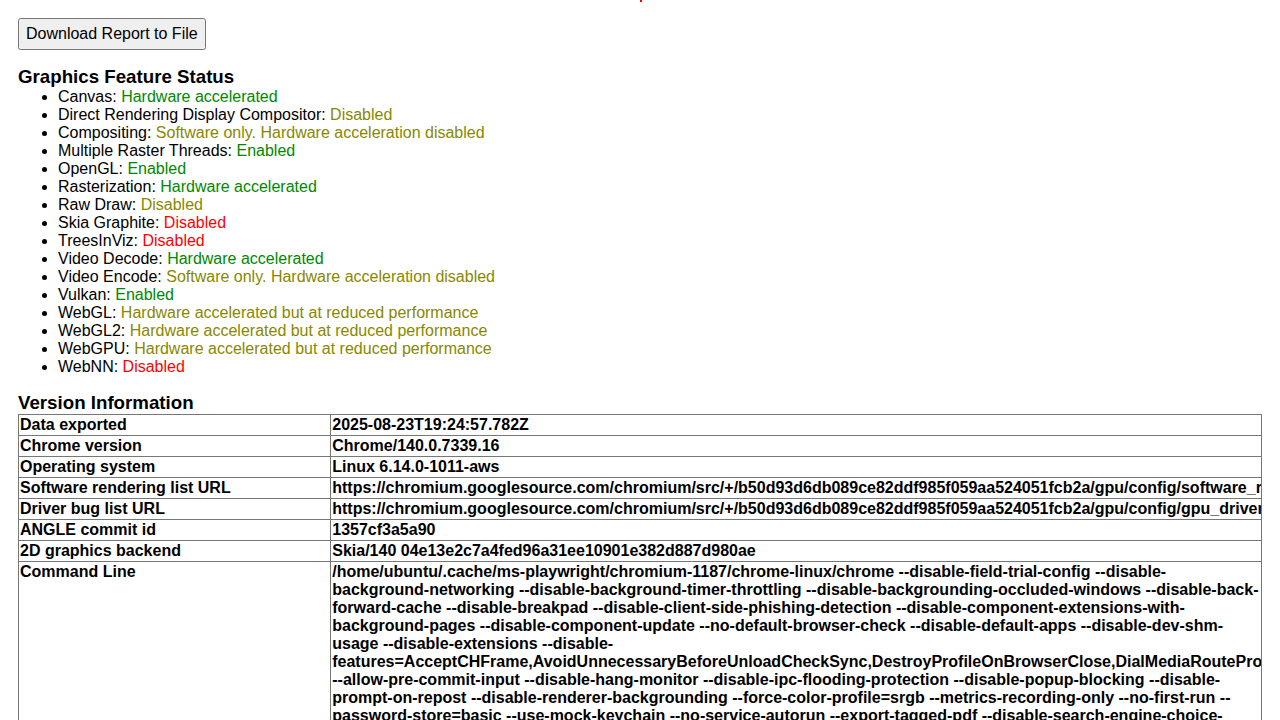 Download Report to File
Graphics Feature Status
Canvas: Hardware accelerated
Direct Rendering Display Compositor: Disabled
Compositing: Software only. Hardware acceleration disabled
Multiple Raster Threads: Enabled
OpenGL: Enabled
Rasterization: Hardware accelerated
Raw Draw: Disabled
Skia Graphite: Disabled
TreesInViz: Disabled
Video Decode: Hardware accelerated
Video Encode: Software only. Hardware acceleration disabled
Vulkan: Enabled
WebGL: Hardware accelerated but at reduced performance
WebGL2: Hardware accelerated but at reduced performance
WebGPU: Hardware accelerated but at reduced performance
WebNN: Disabled
Version Information
Data exported 2025-08-23T19:24:57.782Z
Chrome version Chrome/140.0.7339.16
Operating system Linux 6.14.0-1011-aws
Software rendering list URL https://chromium.googlesource.com/chromium/src/+/b50d93d6db089ce82ddf985f059aa524051fcb2a/gpu/config/software_r
Driver bug list URL https://chromium.googlesource.com/chromium/src/+/b50d93d6db089ce82ddf985f059aa524051fcb2a/gpu/config/gpu_driver
ANGLE commit id 1357cf3a5a90
2D graphics backend Skia/140 04e13e2c7a4fed96a31ee10901e382d887d980ae
Command Line /home/ubuntu/.cache/ms-playwright/chromium-1187/chrome-linux/chrome --disable-field-trial-config --disable-
background-networking --disable-background-timer-throttling --disable-backgrounding-occluded-windows --disable-back-
forward-cache --disable-breakpad --disable-client-side-phishing-detection --disable-component-extensions-with-
background-pages --disable-component-update --no-default-browser-check --disable-default-apps --disable-dev-shm-
usage --disable-extensions --disable-
features=AcceptCHFrame,AvoidUnnecessaryBeforeUnloadCheckSync,DestroyProfileOnBrowserClose,DialMediaRoutePro
--allow-pre-commit-input --disable-hang-monitor --disable-ipc-flooding-protection --disable-popup-blocking --disable-
prompt-on-repost --disable-renderer-backgrounding --force-color-profile=srgb --metrics-recording-only --no-first-run --
password-store=basic --use-mock-keychain --no-service-autorun --export-tagged-pdf --disable-search-engine-choice-